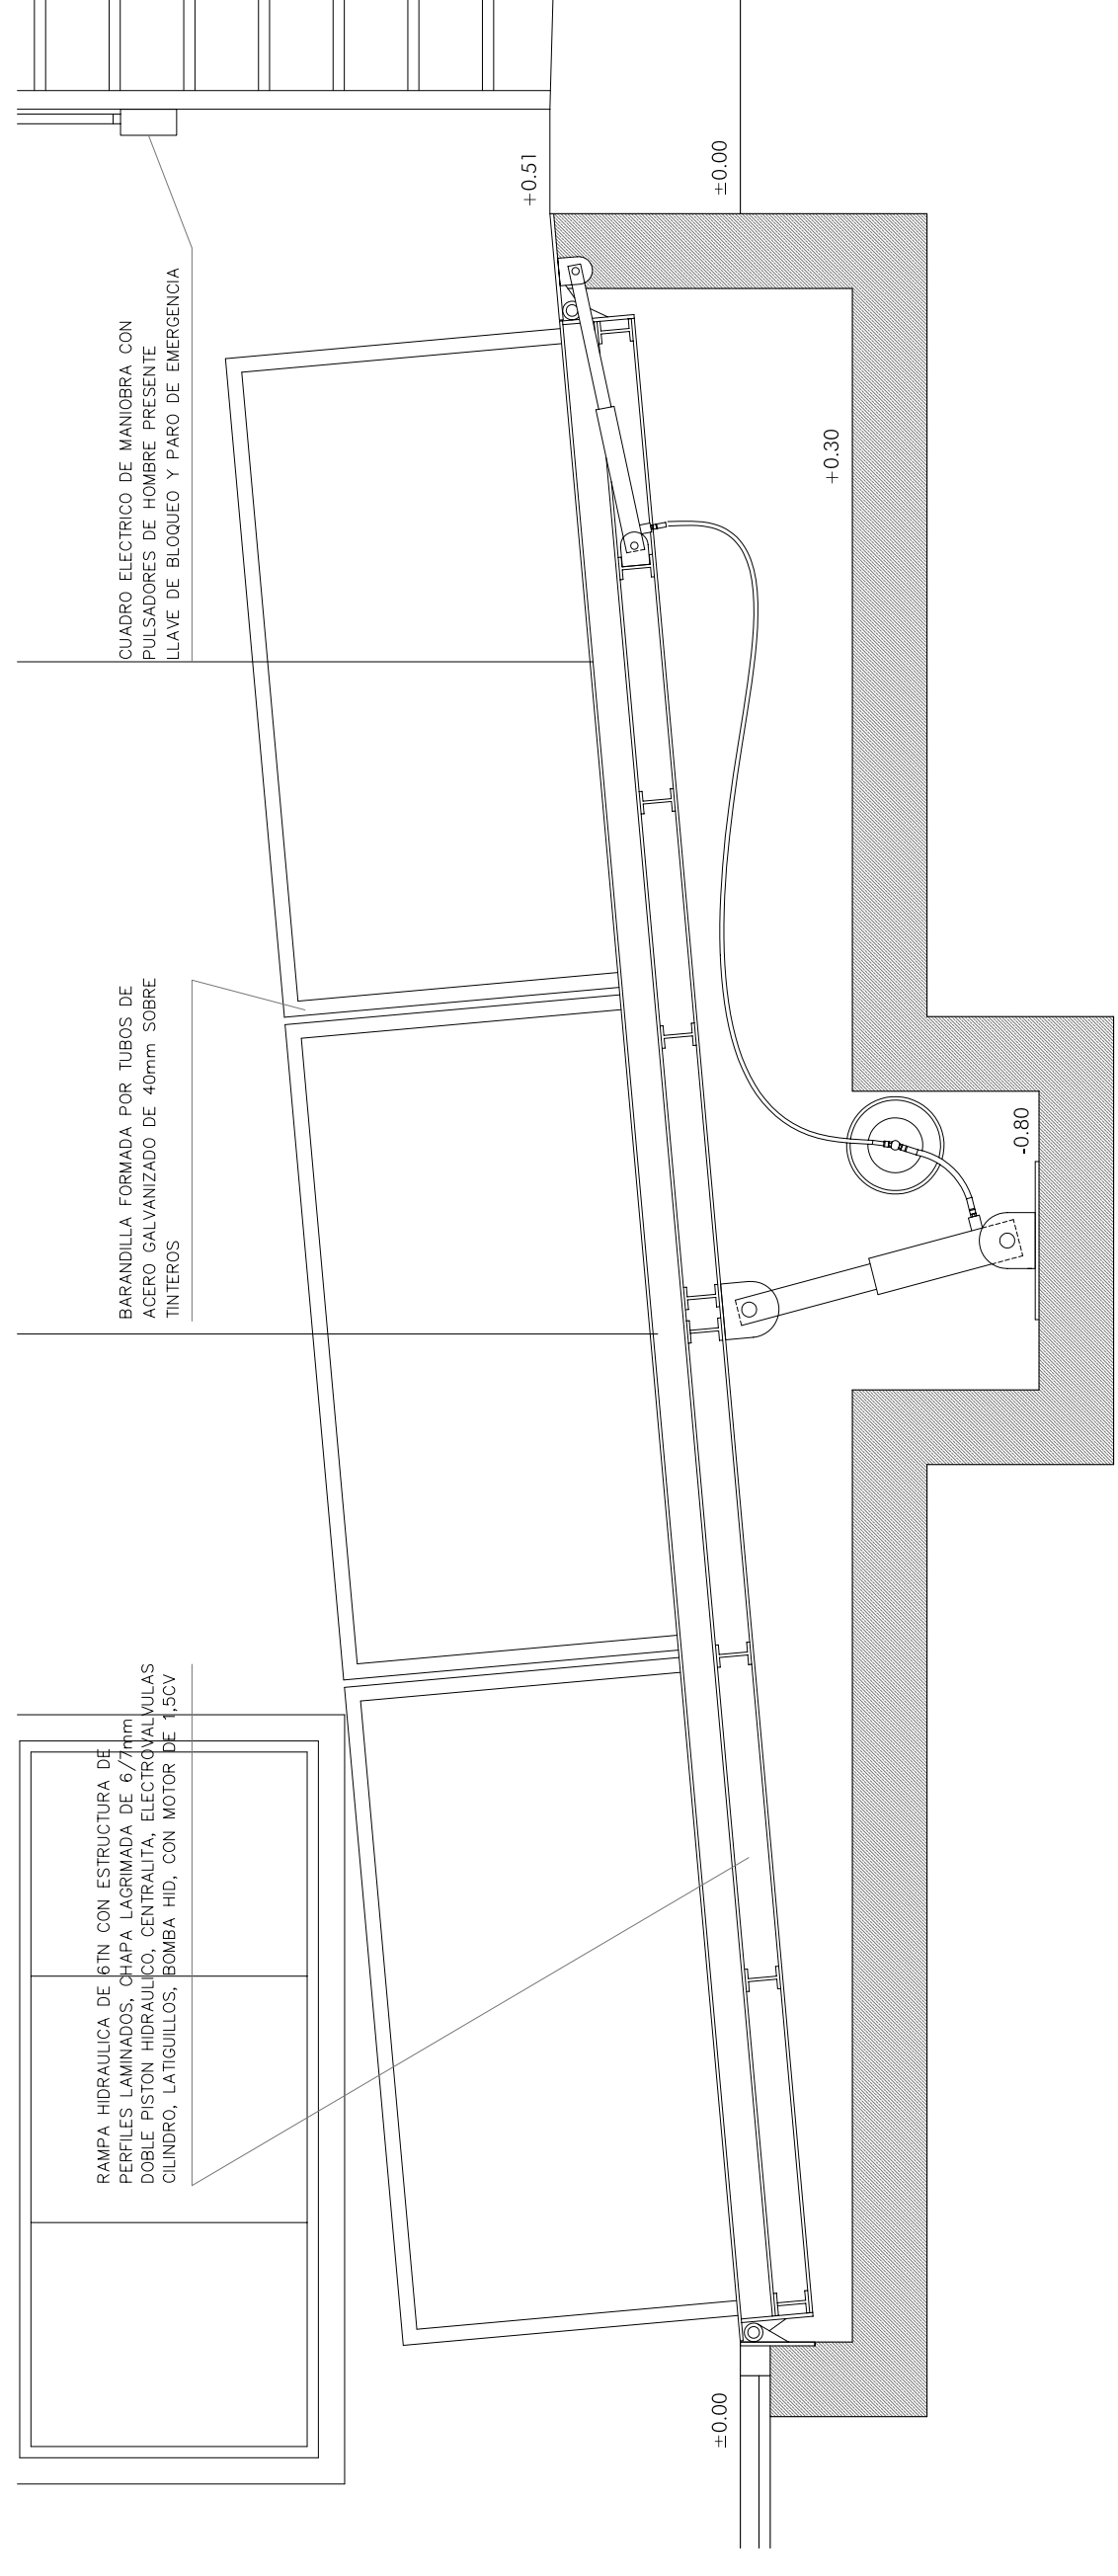 RAMPA HIDRAULICA DE 6TN CON ESTRUCTURA DE
PERFILES LAMINADOS, CHAPA LAGRIMADA DE 6/7mm
DOBLE PISTON HIDRAULICO, CENTRALITA, ELECTROVALVULAS
CILINDRO, LATIGUILLOS, BOMBA HID, CON MOTOR DE 1,5CV
BARANDILLA FORMADA POR TUBOS DE
ACERO GALVANIZADO DE 40mm SOBRE
TINTEROS
CUADRO ELECTRICO DE MANIOBRA CON
PULSADORES DE HOMBRE PRESENTE
LLAVE DE BLOQUEO Y PARO DE EMERGENCIA
+0.51
±0.00
±0.00
+0.30
-0.80